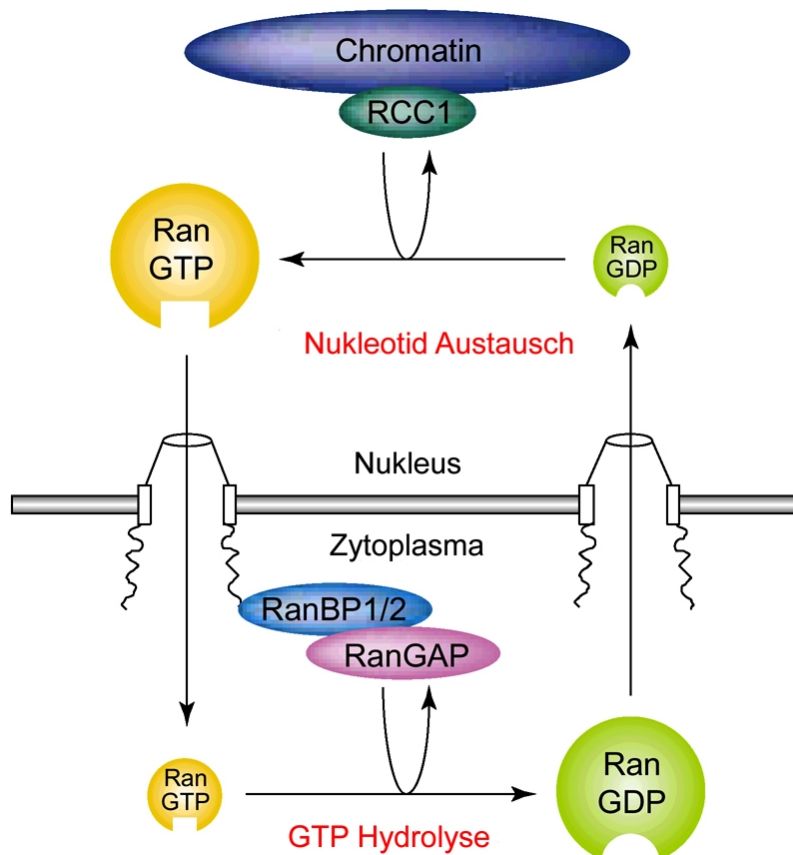 Chromatin
RCC1
Ran
GTP
Ran
GDP
Nukleotid Austausch
Nukleus
Zytoplasma
RanBP1/2
RanGAP
Ran
GTP
Ran
GDP
GTP Hydrolyse